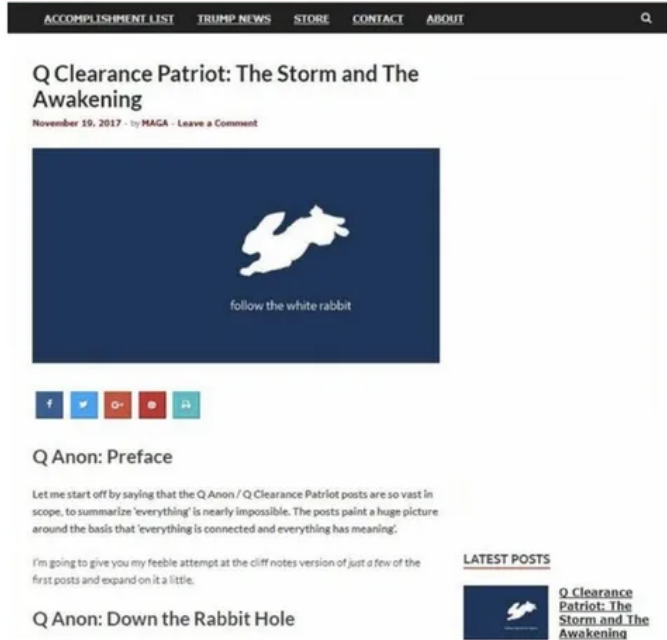 ACCOMPLISHMENT LIST TRUMP NEWS STORE CONTACT ABOUT
Q Clearance Patriot: The Storm and The
Awakening
November 19, 2017 - by MAGA - Leave a Comment
follow the white rabbit
f G+
Q Anon: Preface
Let me start off by saying that the Q Anon / Q Clearance Patriot posts are so vast in
scope, to summarize 'everything' is nearly impossible. The posts paint a huge picture
around the basis that 'everything is connected and everything has meaning'.
I'm going to give you my feeble attempt at the cliff notes version of just a few of the
first posts and expand on it a little.
Q Anon: Down the Rabbit Hole
LATEST POSTS
Q Clearance
Patriot: The
Storm and The
Awakening